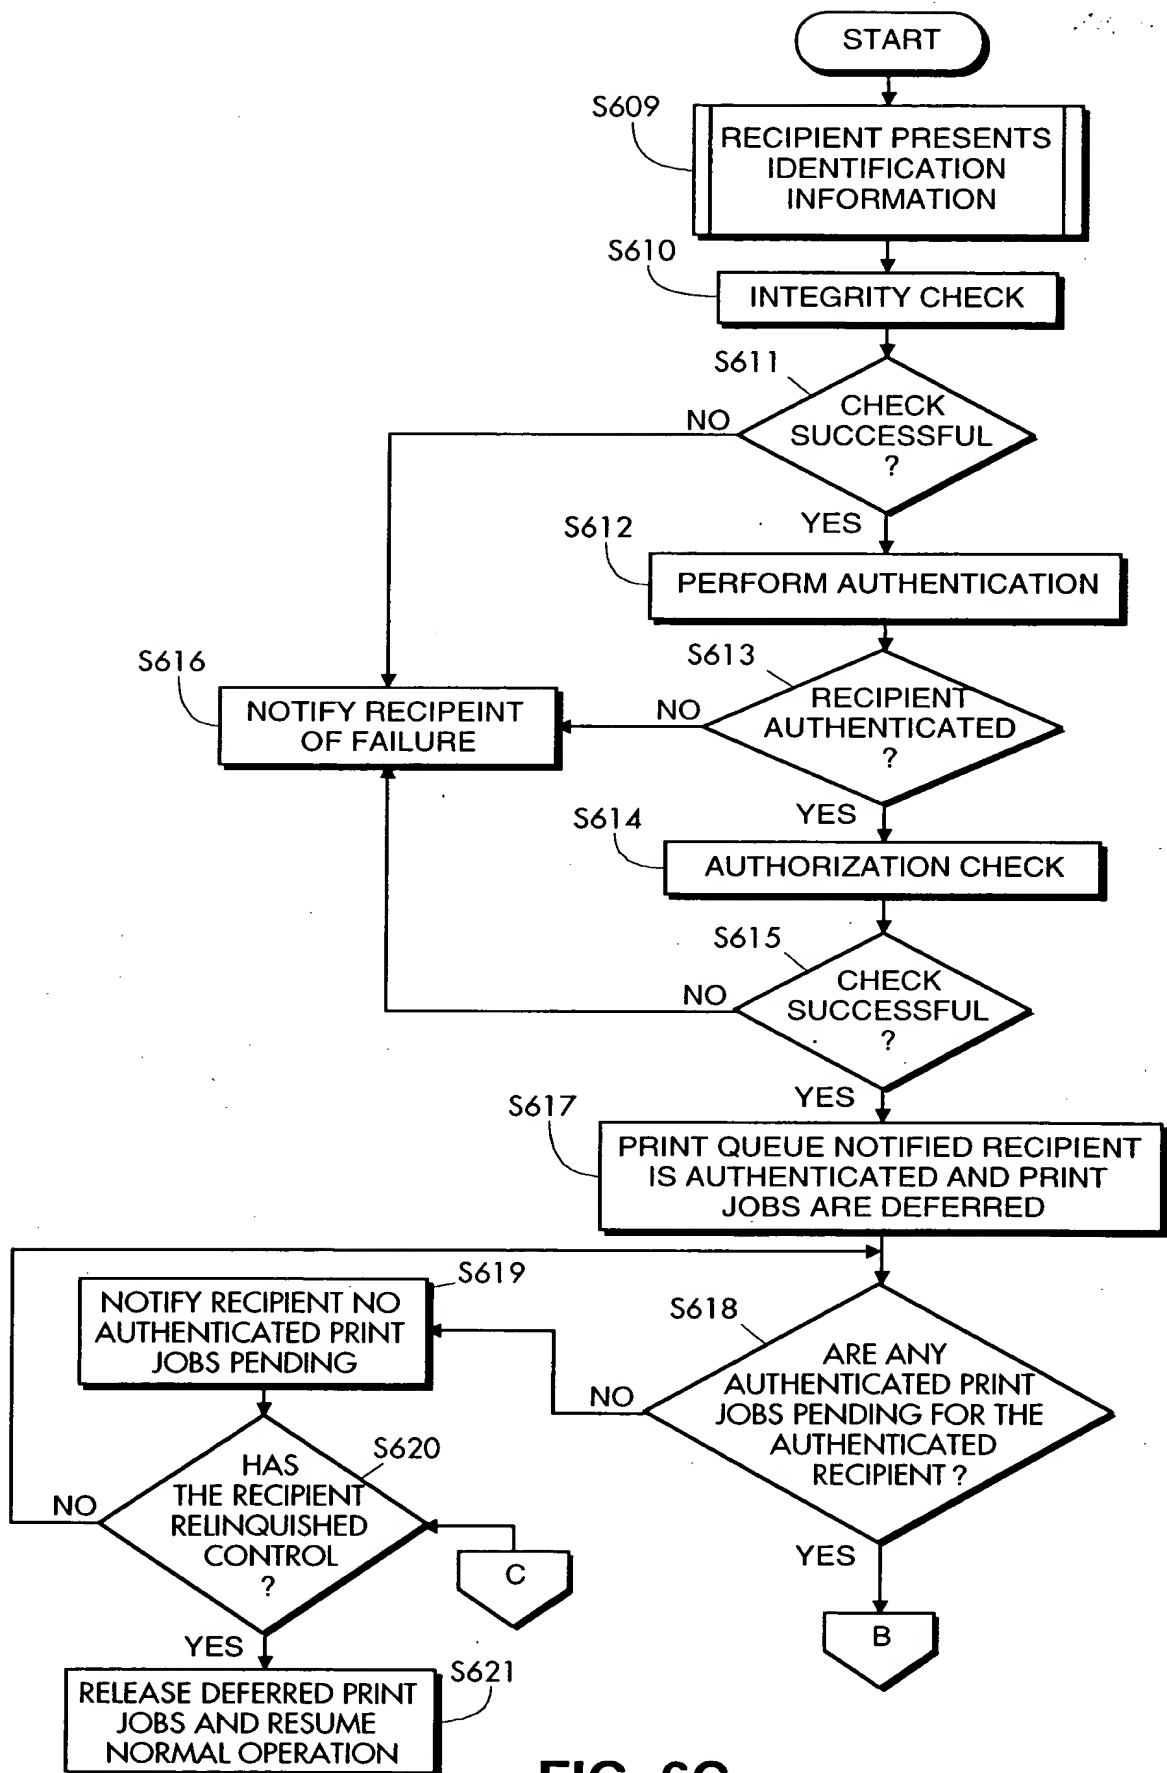 START
S609
RECIPIENT PRESENTS
IDENTIFICATION
INFORMATION
S610
INTEGRITY CHECK
S611
CHECK
SUCCESSFUL
?
NO
YES
S612
PERFORM AUTHENTICATION
S616
NOTIFY RECIPEINT
OF FAILURE
S613
RECIPIENT
AUTHENTICATED
?
NO
YES
S614
AUTHORIZATION CHECK
S615
CHECK
SUCCESSFUL
?
NO
YES
S617
PRINT QUEUE NOTIFIED RECIPIENT
IS AUTHENTICATED AND PRINT
JOBS ARE DEFERRED
S619
NOTIFY RECIPIENT NO
AUTHENTICATED PRINT
JOBS PENDING
S618
ARE ANY
AUTHENTICATED PRINT
JOBS PENDING FOR THE
AUTHENTICATED
RECIPIENT ?
NO
YES
S620
HAS
THE RECIPIENT
RELINQUISHED
CONTROL
?
NO
C
YES
B
S621
RELEASE DEFERRED PRINT
JOBS AND RESUME
NORMAL OPERATION